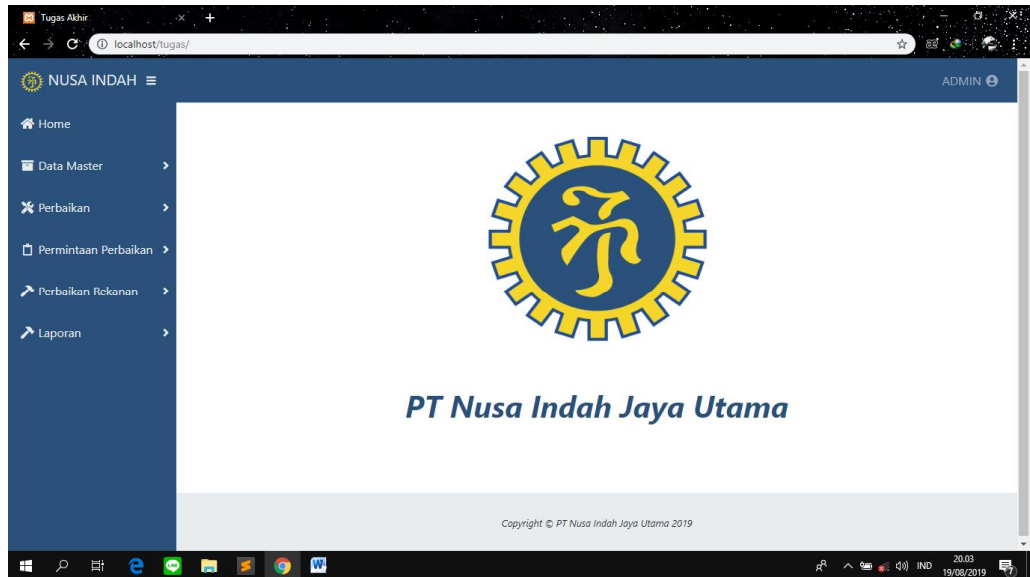 Tugas Akhir
localhost/tugas/
NUSA INDAH
ADMIN
Home
Data Master
Perbaikan
Permintaan Perbaikan
Perbaikan Rekanan
Laporan
PT Nusa Indah Jaya Utama
Copyright © PT Nusa Indah Jaya Utama 2019
IND
20.03
19/08/2019
7